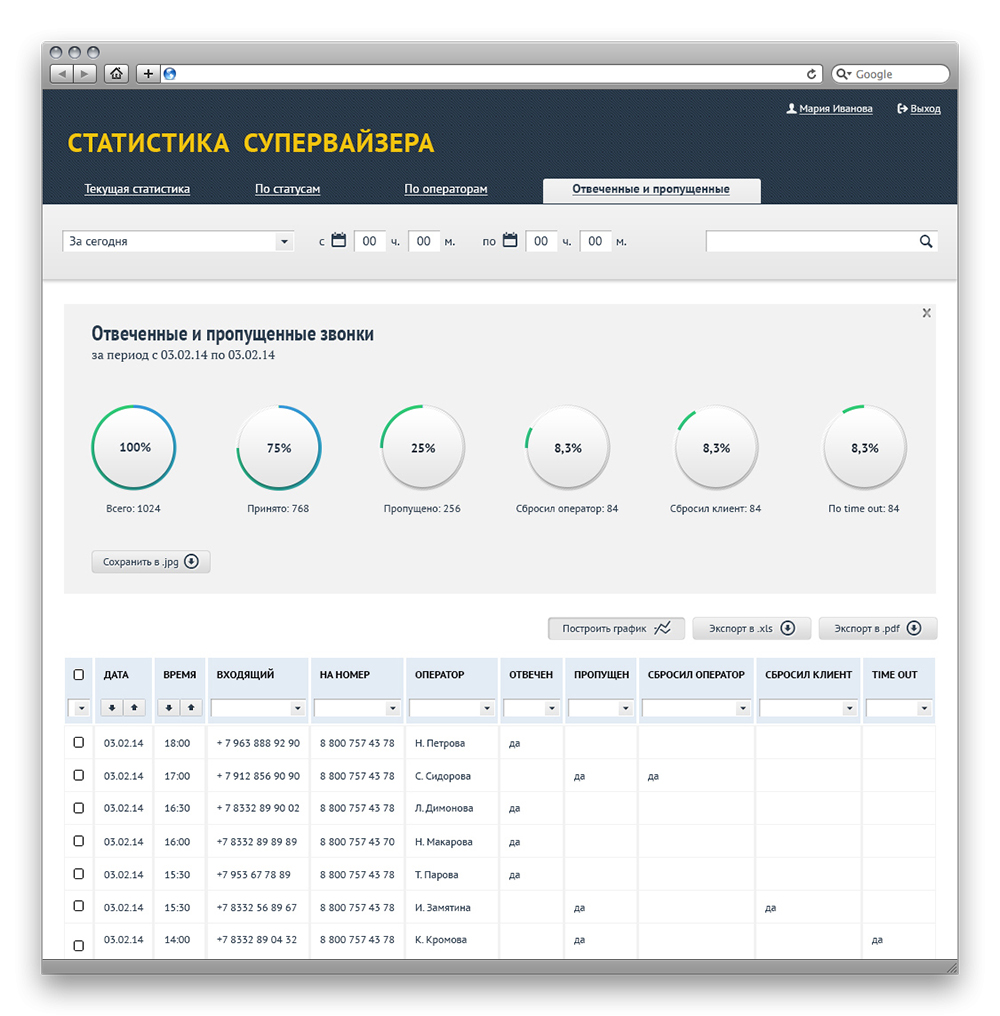 Google
Мария Иванова Выход
СТАТИСТИКА СУПЕРВАЙЗЕРА
Текущая статистика По статусам По операторам Отвеченные и пропущенные
За сегодня с 00 ч. 00 м. по 00 ч. 00 м.
x
Отвеченные и пропущенные звонки
за период с 03.02.14 по 03.02.14
100% 75% 25% 8,3% 8,3% 8,3%
Всего: 1024 Принято: 768 Пропущено: 256 Сбросил оператор: 84 Сбросил клиент: 84 По time out: 84
Сохранить в .jpg
Построить график Экспорт в .xls Экспорт в .pdf
ДАТА ВРЕМЯ ВХОДЯЩИЙ НА НОМЕР ОПЕРАТОР ОТВЕЧЕН ПРОПУЩЕН СБРОСИЛ ОПЕРАТОР СБРОСИЛ КЛИЕНТ TIME OUT
03.02.14 18:00 + 7 963 888 92 90 8 800 757 43 78 Н. Петрова да
03.02.14 17:00 + 7 912 856 90 90 8 800 757 43 78 С. Сидорова да да
03.02.14 16:30 + 7 8332 89 90 02 8 800 757 43 78 Л. Димонова да
03.02.14 16:00 +7 8332 89 89 89 8 800 757 43 70 Н. Макарова да
03.02.14 15:30 +7 953 67 78 89 8 800 757 43 78 Т. Парова да
03.02.14 15:30 +7 8332 56 89 67 8 800 757 43 78 И. Замятина да да
03.02.14 14:00 +7 8332 89 04 32 8 800 757 43 78 К. Кромова да да